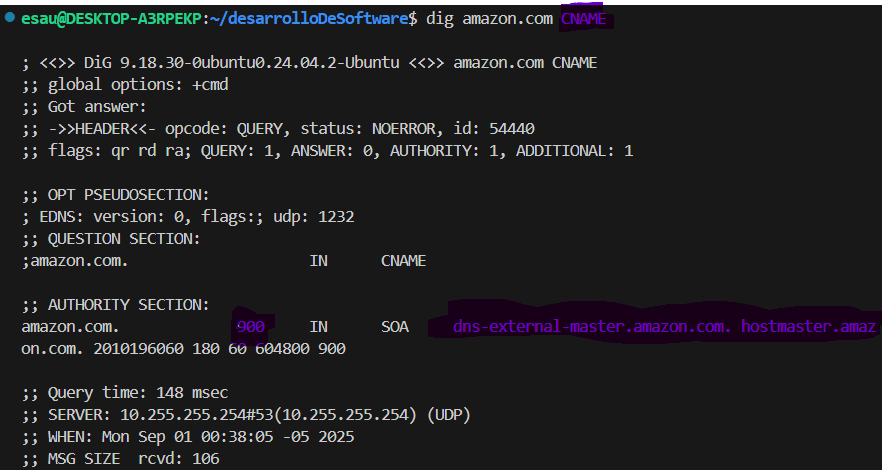 esau@DESKTOP-A3RPEKP:~/desarrolloDeSoftware$ dig amazon.com CNAME
; <<>> DiG 9.18.30-0ubuntu0.24.04.2-Ubuntu <<>> amazon.com CNAME
;; global options: +cmd
;; Got answer:
;; ->>HEADER<<- opcode: QUERY, status: NOERROR, id: 54440
;; flags: qr rd ra; QUERY: 1, ANSWER: 0, AUTHORITY: 1, ADDITIONAL: 1
;; OPT PSEUDOSECTION:
; EDNS: version: 0, flags:; udp: 1232
;; QUESTION SECTION:
;amazon.com. IN CNAME
;; AUTHORITY SECTION:
amazon.com. 900 IN SOA dns-external-master.amazon.com. hostmaster.amaz
on.com. 2010196060 180 60 604800 900
;; Query time: 148 msec
;; SERVER: 10.255.255.254#53(10.255.255.254) (UDP)
;; WHEN: Mon Sep 01 00:38:05 -05 2025
;; MSG SIZE  rcvd: 106